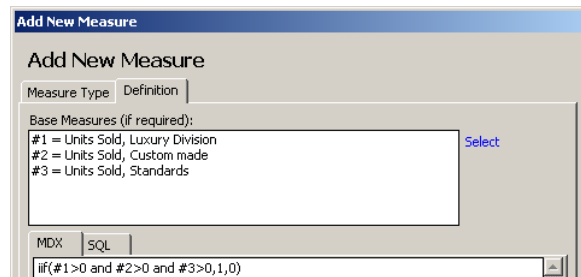 Add New Measure
Add New Measure
Measure Type Definition
Base Measures (if required):
#1 = Units Sold, Luxury Division
Select
#2 = Units Sold, Custom made
#3 = Units Sold, Standards
MDX SQL
iif(#1>0 and #2>0 and #3>0,1,0)